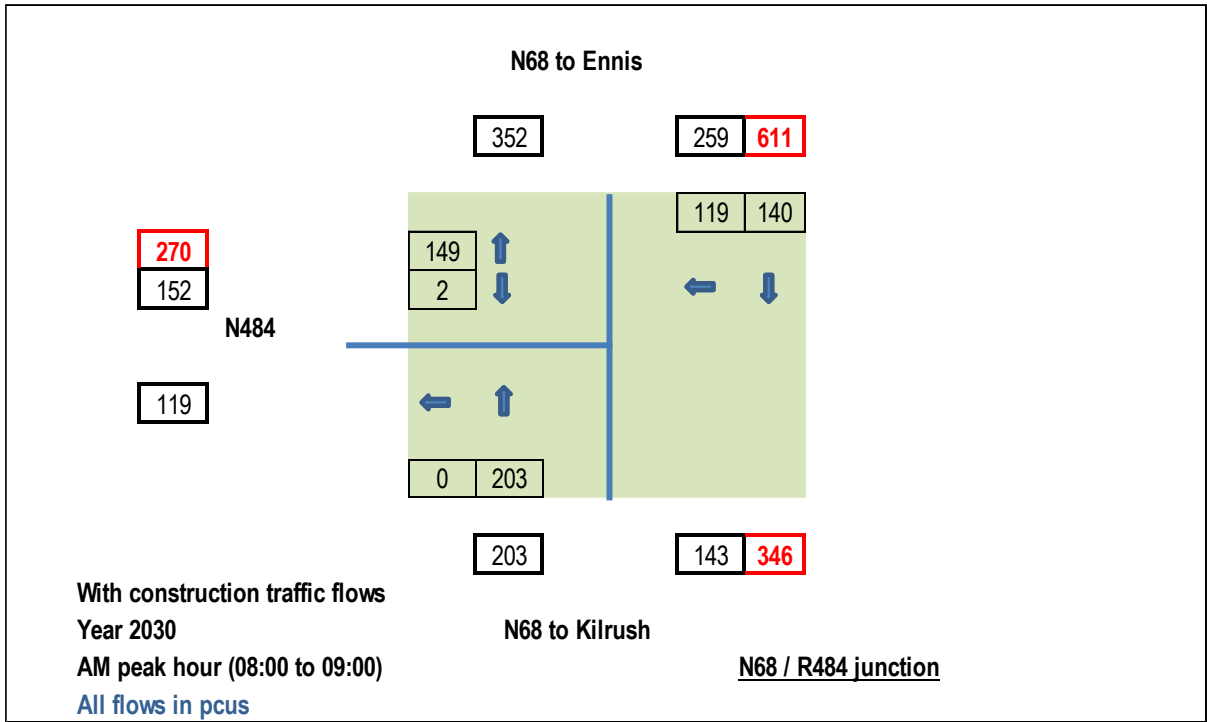 N68 to Ennis
352 259 611
119 140
270 149
152 2
N484
119
0 203
203 143 346
With construction traffic flows
Year 2030 N68 to Kilrush
AM peak hour (08:00 to 09:00) N68 / R484 junction
All flows in pcus